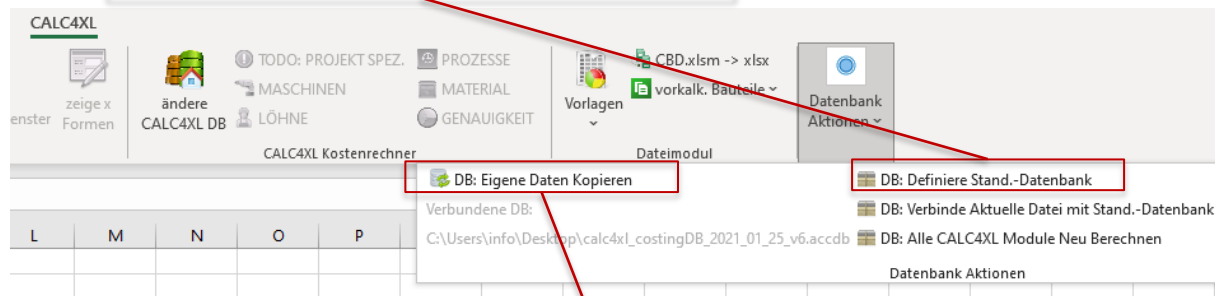 CALC4XL
enster
zeige x
Formen
ändere
CALC4XL DB
TODO: PROJEKT SPEZ.
MASCHINEN
LÖHNE
PROZESSE
MATERIAL
GENAUIGKEIT
CALC4XL Kostenrechner
Vorlagen
CBD.xlsm -> xlsx
vorkalk. Bauteile
Dateimodul
Datenbank
Aktionen
DB: Eigene Daten Kopieren
Verbundene DB:
C:\Users\info\Desktop\calc4xl_costingDB_2021_01_25_v6.accdb
DB: Definiere Stand.-Datenbank
DB: Verbinde Aktuelle Datei mit Stand.-Datenbank
DB: Alle CALC4XL Module Neu Berechnen
Datenbank Aktionen
L M N O P